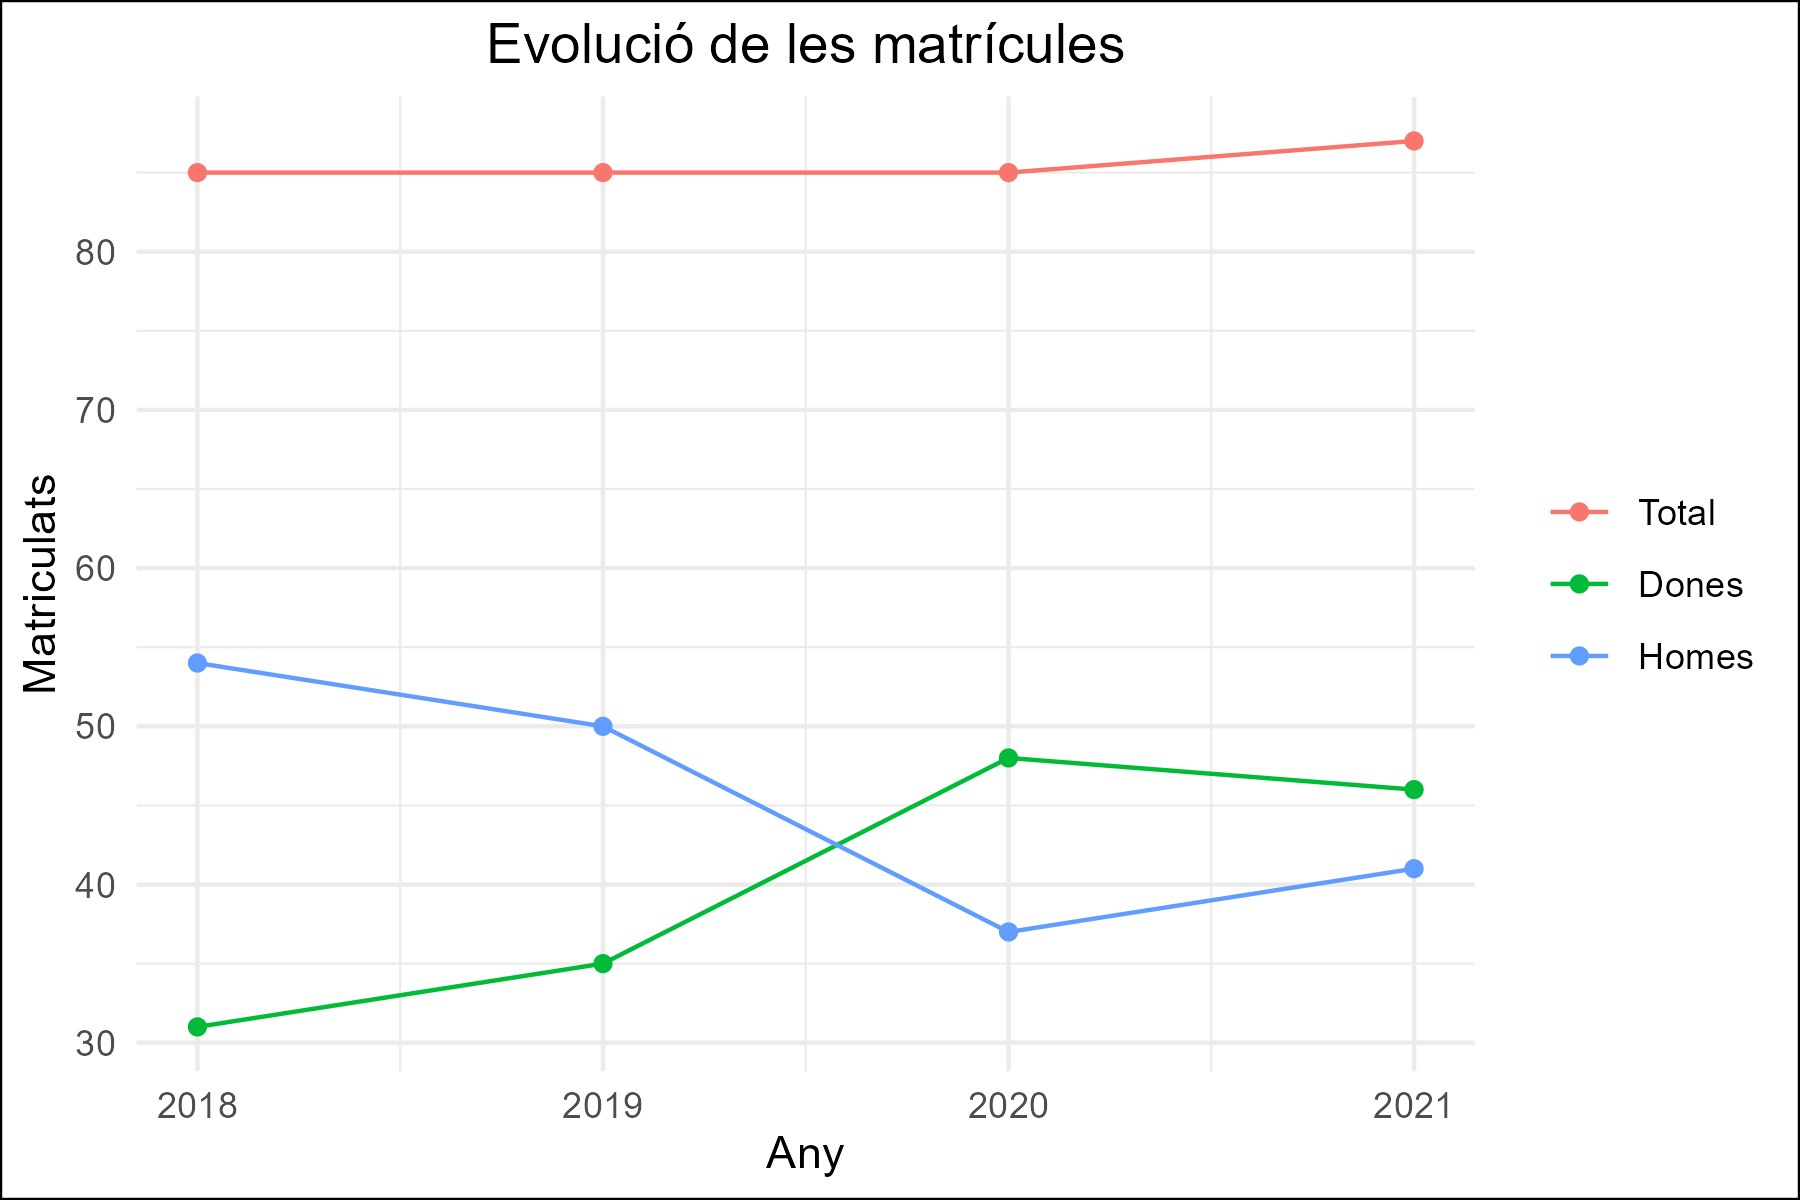 Evolució de les matrícules
Matriculats
80
70
60
50
40
30
2018 2019 2020 2021
Any
Total
Dones
Homes